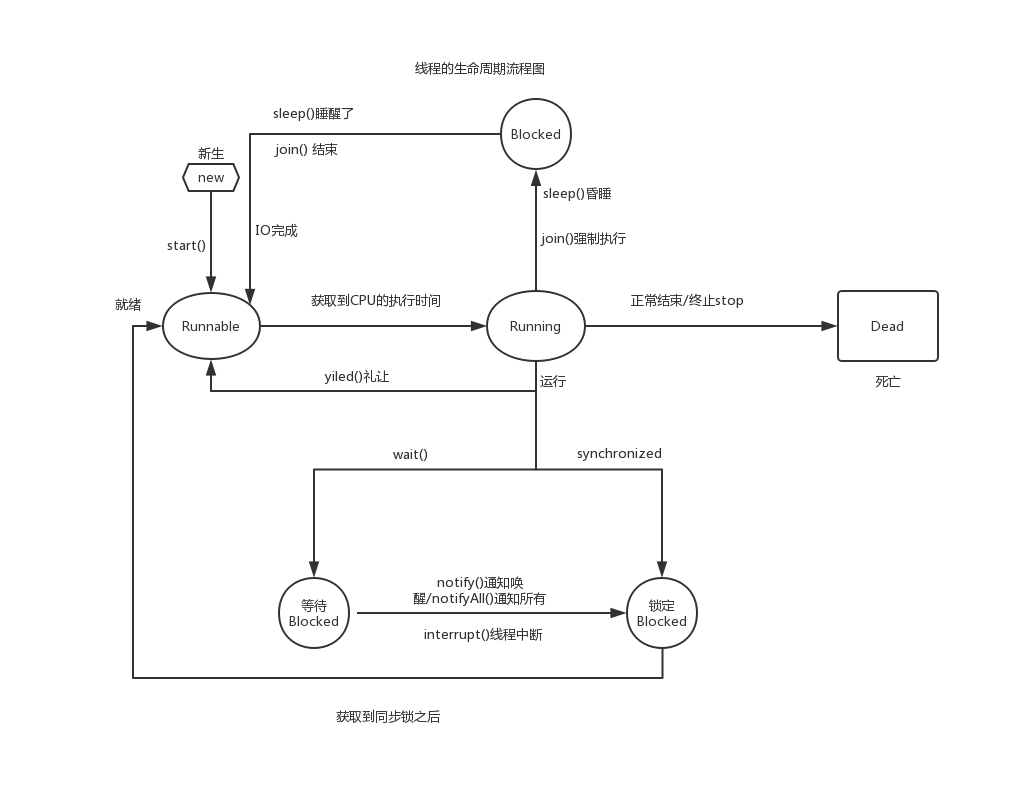 线程的生命周期流程图
sleep()睡醒了
Blocked
join() 结束
新生
new
sleep()昏睡
IO完成
join()强制执行
start()
就绪
获取到CPU的执行时间
正常结束/终止stop
Runnable
Running
Dead
yiled()礼让
运行
死亡
wait()
synchronized
notify()通知唤
醒/notifyAll()通知所有
等待
Blocked
锁定
Blocked
interrupt()线程中断
获取到同步锁之后